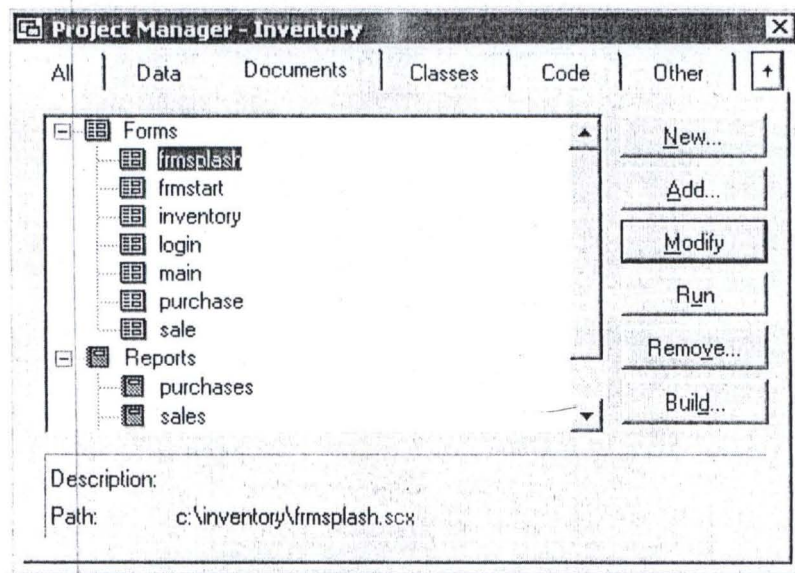 Project Manager - Inventory
All Data Documents Classes Code Other
Forms
frmsplash
frmstart
inventory
login
main
purchase
sale
Reports
purchases
sales
New...
Add...
Modify
Run
Remove...
Build...
Description:
Path: c:\inventory\frmsplash.scx